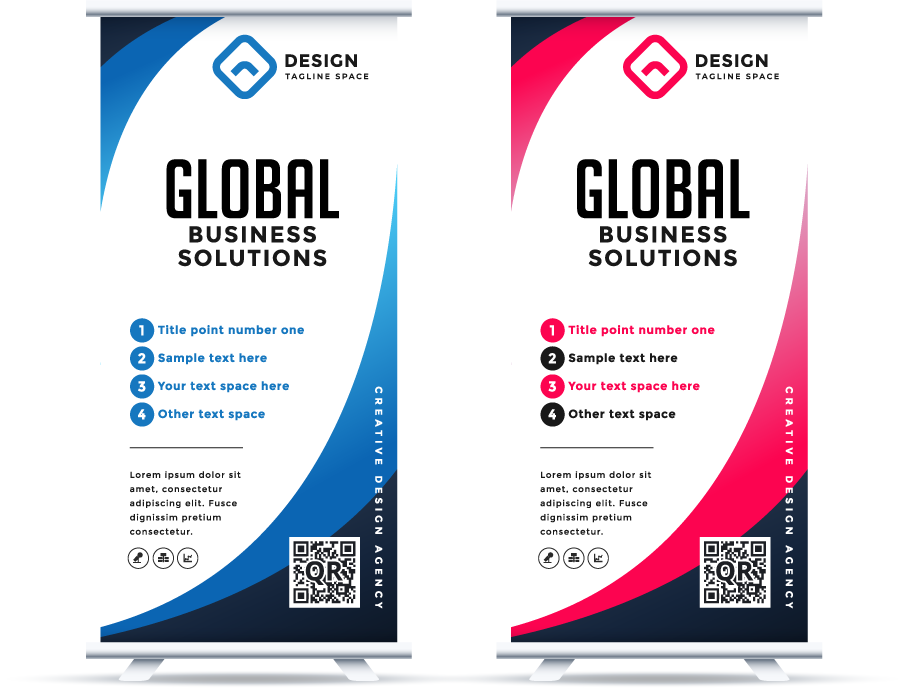 DESIGN
TAGLINE SPACE
GLOBAL
BUSINESS
SOLUTIONS
1 Title point number one
2 Sample text here
3 Your text space here
4 Other text space
Lorem ipsum dolor sit
amet, consectetur
adipiscing elit. Fusce
dignissim pretium
consectetur.
QR
CREATIVE DESIGN AGENCY
DESIGN
TAGLINE SPACE
GLOBAL
BUSINESS
SOLUTIONS
1 Title point number one
2 Sample text here
3 Your text space here
4 Other text space
Lorem ipsum dolor sit
amet, consectetur
adipiscing elit. Fusce
dignissim pretium
consectetur.
QR
CREATIVE DESIGN AGENCY